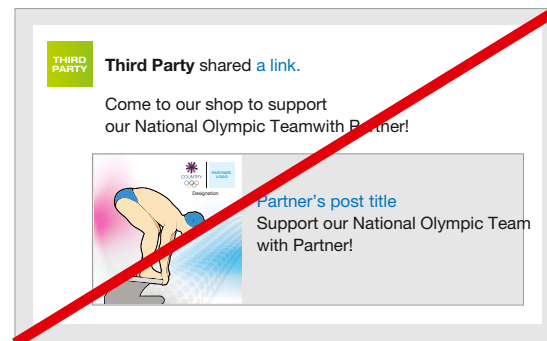 THIRD
PARTY
Third Party shared a link.
Come to our shop to support
our National Olympic Teamwith Partner!
COUNTRY
PARTNER
LOGO
Designation
Partner's post title
Support our National Olympic Team
with Partner!